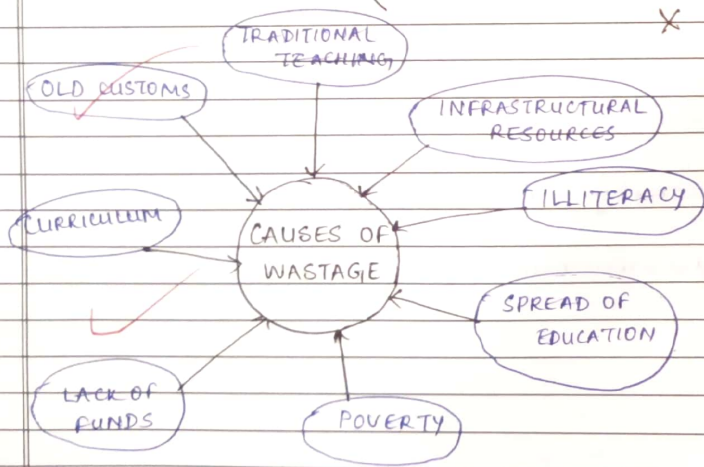 TRADITIONAL
TEACHING
OLD CUSTOMS
INFRASTRUCTURAL
RESOURCES
ILLITERACY
CURRICULUM
CAUSES OF
WASTAGE
SPREAD OF
EDUCATION
LACK OF
FUNDS
POVERTY